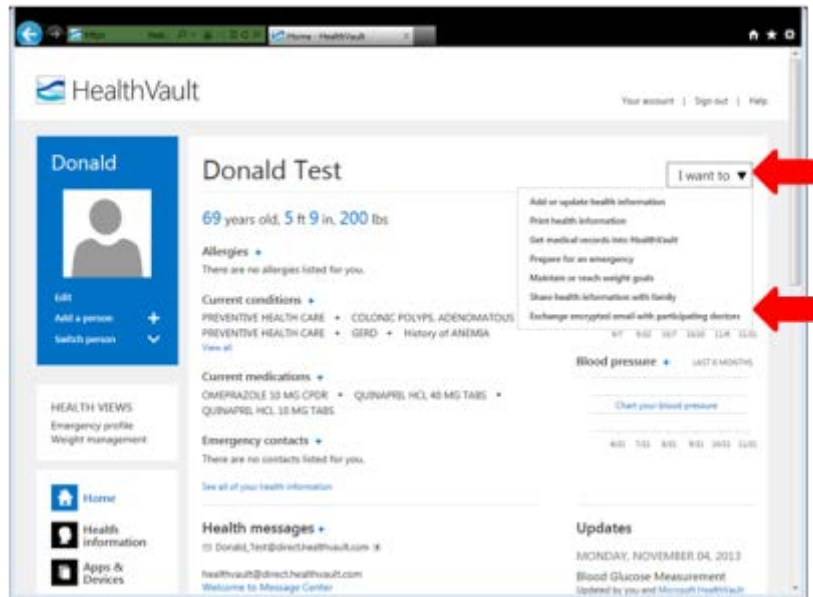 Home - HealthVault
HealthVault
Your account | Sign out | Help
Donald
Edit
Add a person
Switch person
HEALTH VIEWS
Emergency profile
Weight management
Home
Health information
Apps & Devices
Donald Test
I want to ▼
Add or update health information
Print health information
Get medical records into HealthVault
Prepare for an emergency
Maintain or reach weight goals
Share health information with family
Exchange encrypted email with participating doctors
69 years old, 5 ft 9 in, 200 lbs
Allergies +
There are no allergies listed for you.
Current conditions +
PREVENTIVE HEALTH CARE • COLONIC POLYPS, ADENOMATOUS
PREVENTIVE HEALTH CARE • GERD • History of ANEMIA
View all
Current medications +
OMEPRAZOLE 10 MG CPDR • QUINAPRIL HCL 40 MG TABS •
QUINAPRIL HCL 10 MG TABS
Emergency contacts +
There are no contacts listed for you.
See all of your health information
Blood pressure + LAST 6 MONTHS
Chart your blood pressure
Health messages +
Donald_Test@direct.healthvault.com
healthvault@direct.healthvault.com
Welcome to Message Center
Updates
MONDAY, NOVEMBER 04, 2013
Blood Glucose Measurement
Updated by you and Microsoft HealthVault